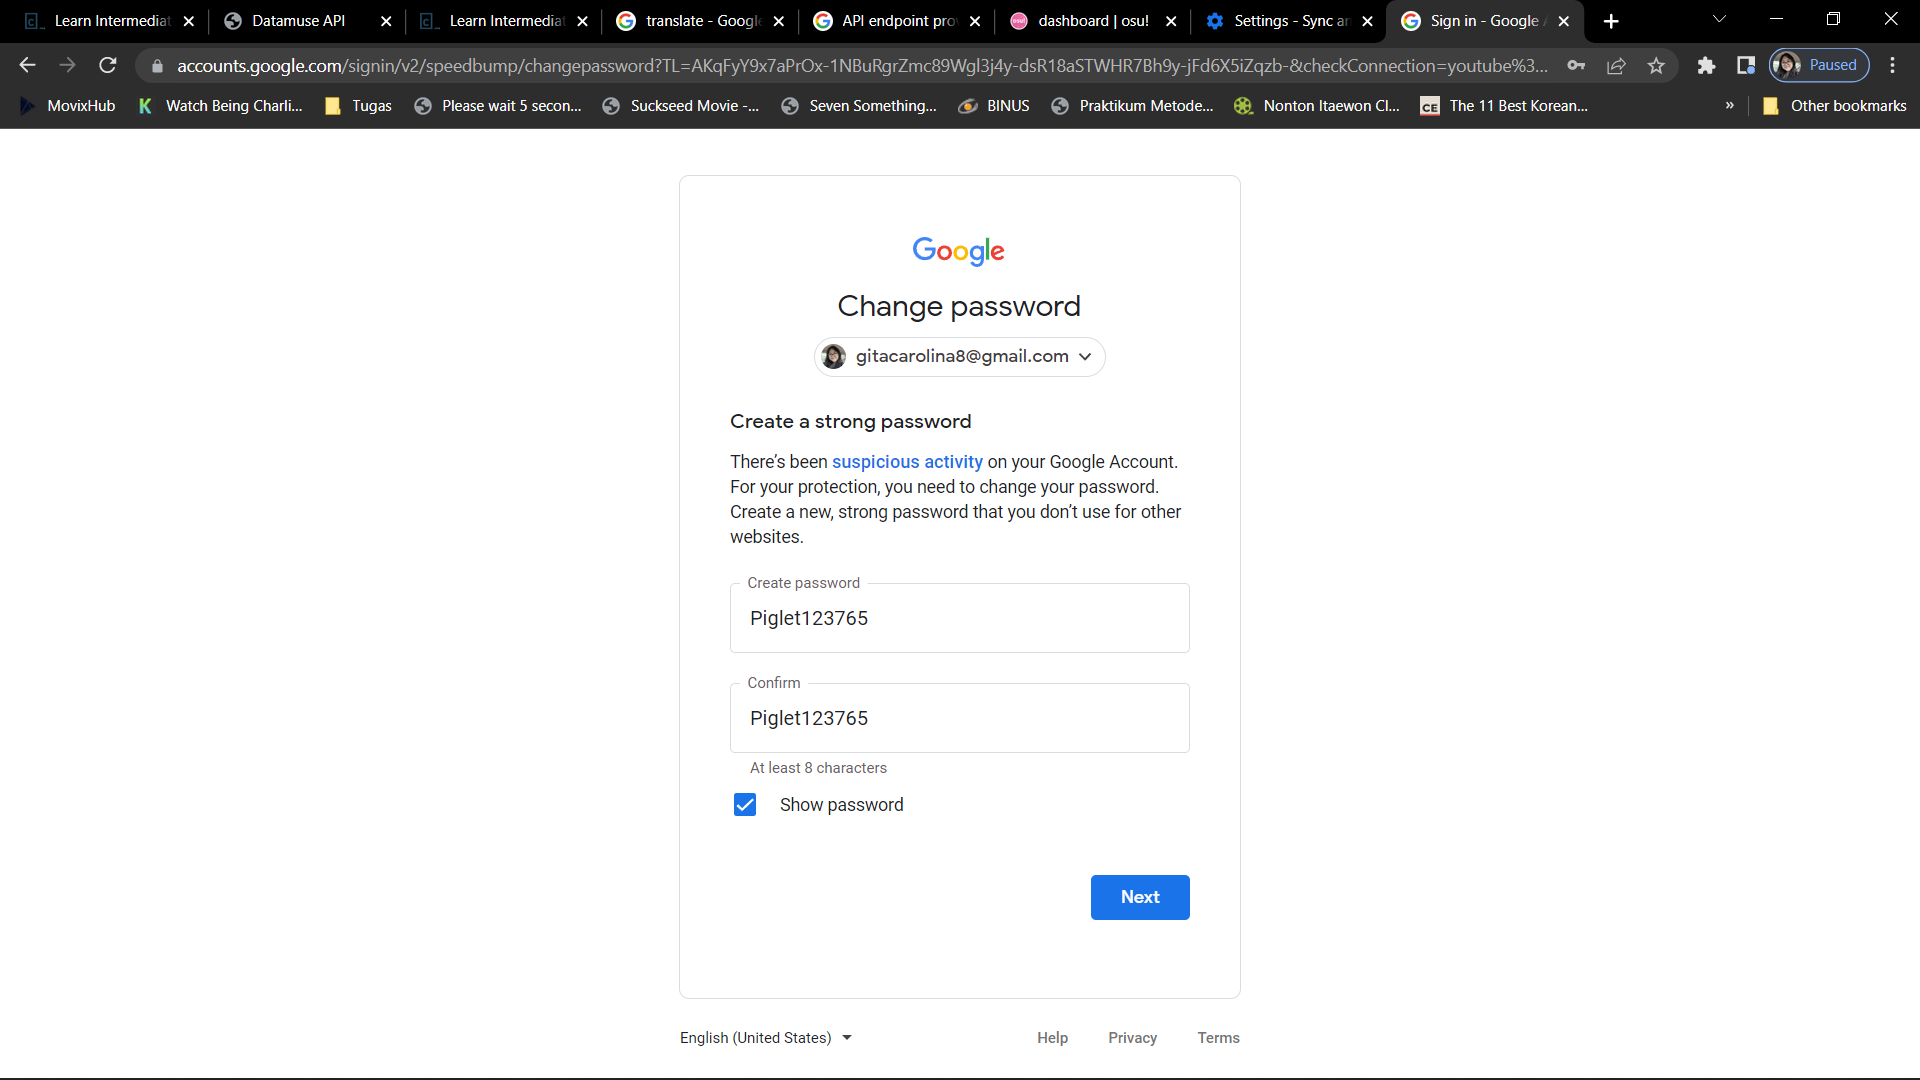 Learn Intermediat
Datamuse API
Learn Intermediat
translate - Google
API endpoint pro
dashboard | osu!
Settings - Sync an
Sign in - Google A
accounts.google.com/signin/v2/speedbump/changepassword?TL=AKqFyY9x7aPrOx-1NBuRgrZmc89Wgl3j4y-dsR18aSTWHR7Bh9y-jFd6X5iZqzb-&checkConnection=youtube%3...
Paused
MovixHub
Watch Being Charli...
Tugas
Please wait 5 secon...
Suckseed Movie -...
Seven Something...
BINUS
Praktikum Metode...
Nonton Itaewon Cl...
CE
The 11 Best Korean...
»
Other bookmarks
Google
Change password
gitacarolina8@gmail.com
Create a strong password
There’s been suspicious activity on your Google Account.
For your protection, you need to change your password.
Create a new, strong password that you don’t use for other
websites.
Create password
Piglet123765
Confirm
Piglet123765
At least 8 characters
Show password
Next
English (United States)
Help
Privacy
Terms